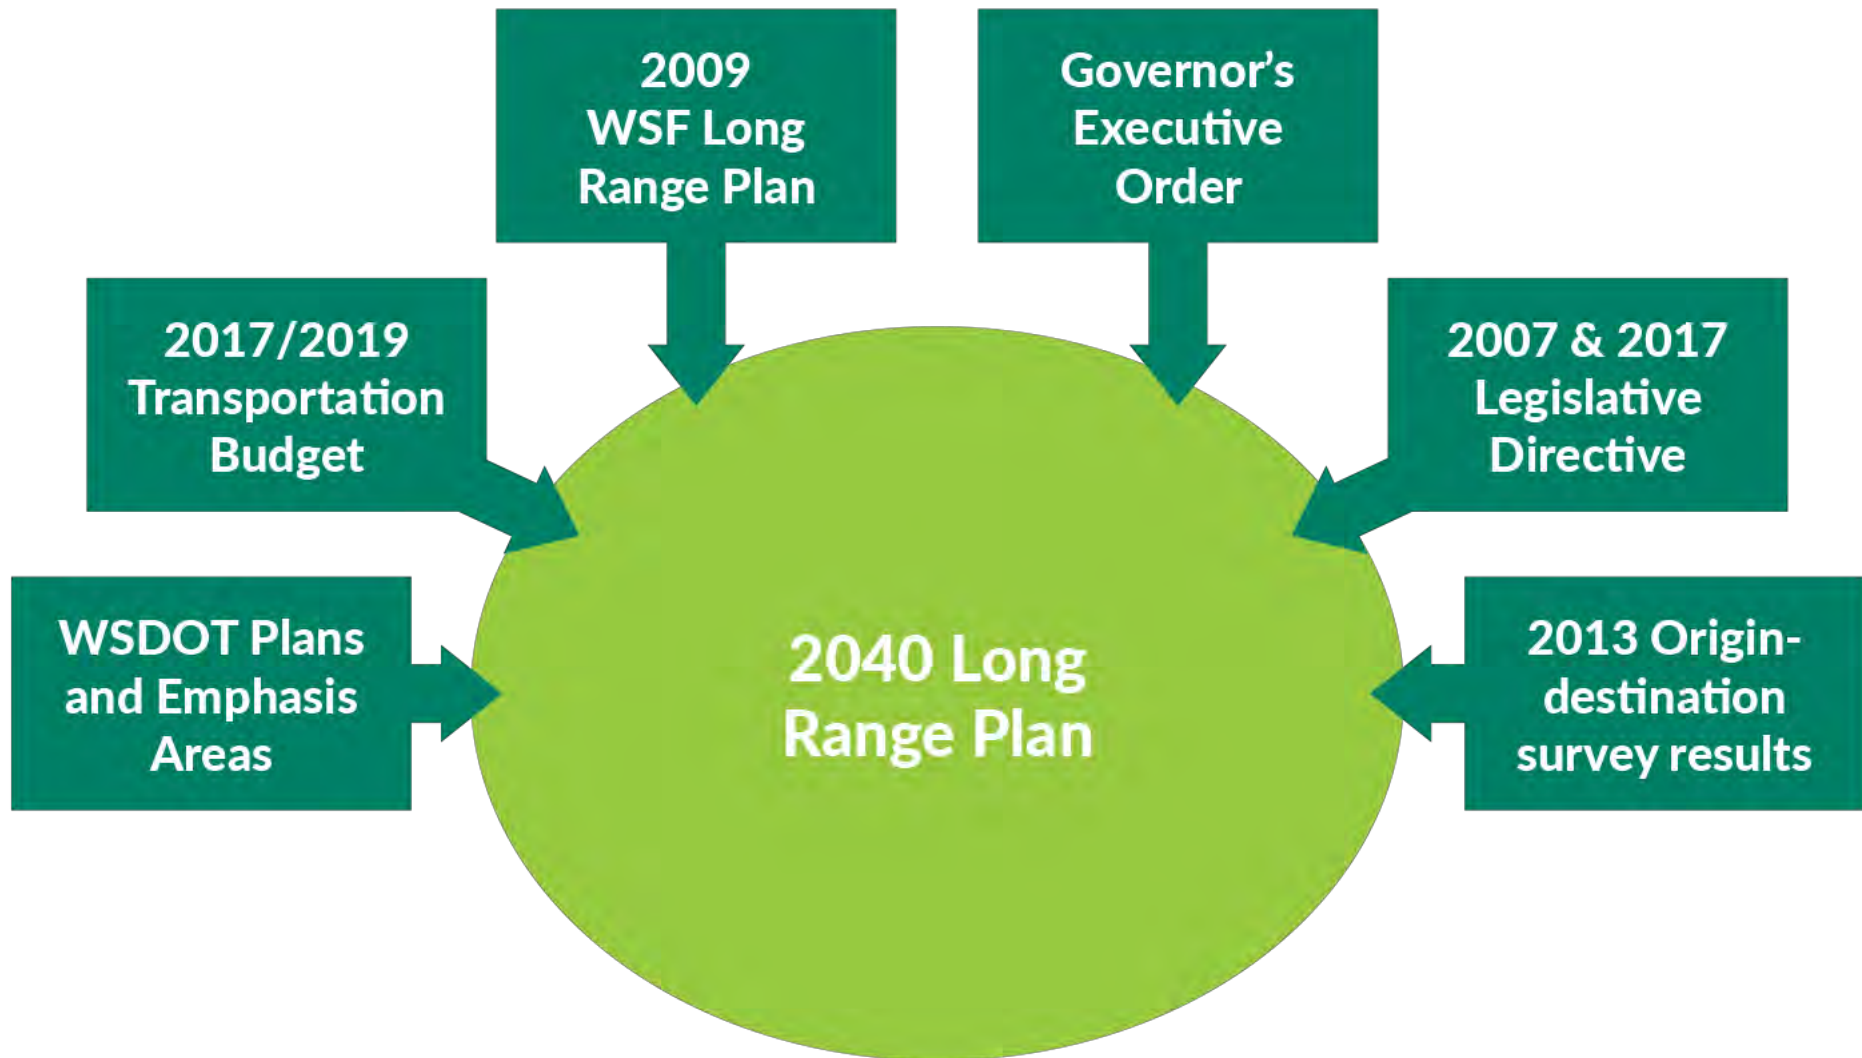 2009
WSF Long
Range Plan
Governor’s
Executive
Order
2017/2019
Transportation
Budget
2007 & 2017
Legislative
Directive
WSDOT Plans
and Emphasis
Areas
2040 Long
Range Plan
2013 Origin-
destination
survey results